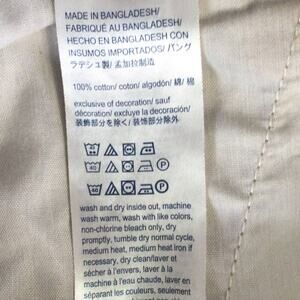 MADE IN BANGLADESH/
FABRIQUÉ AU BANGLADESH/
HECHO EN BANGLADESH CON
INSUMOS IMPORTADOS/バング
ラデシュ製/孟加拉制造
100% cotton/coton/algodón/綿/棉
exclusive of decoration/sauf
décoration/excluye la decoración/
装飾部分を除く/装饰部分除外
40 P
40 P
wash and dry inside out, machine
wash warm, wash with like colors,
non-chlorine bleach only, dry
promptly, tumble dry normal cycle,
medium heat, medium heat iron if
necessary, dry clean/laver et
sécher à l'envers, laver à la
machine à l'eau chaude, laver
séparer les couleurs, seulement